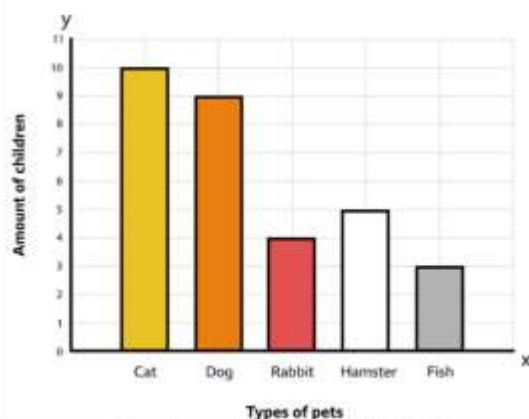 y
11
10
9
8
7
6
5
4
3
2
1
0
Amount of children
x
Cat Dog Rabbit Hamster Fish
Types of pets